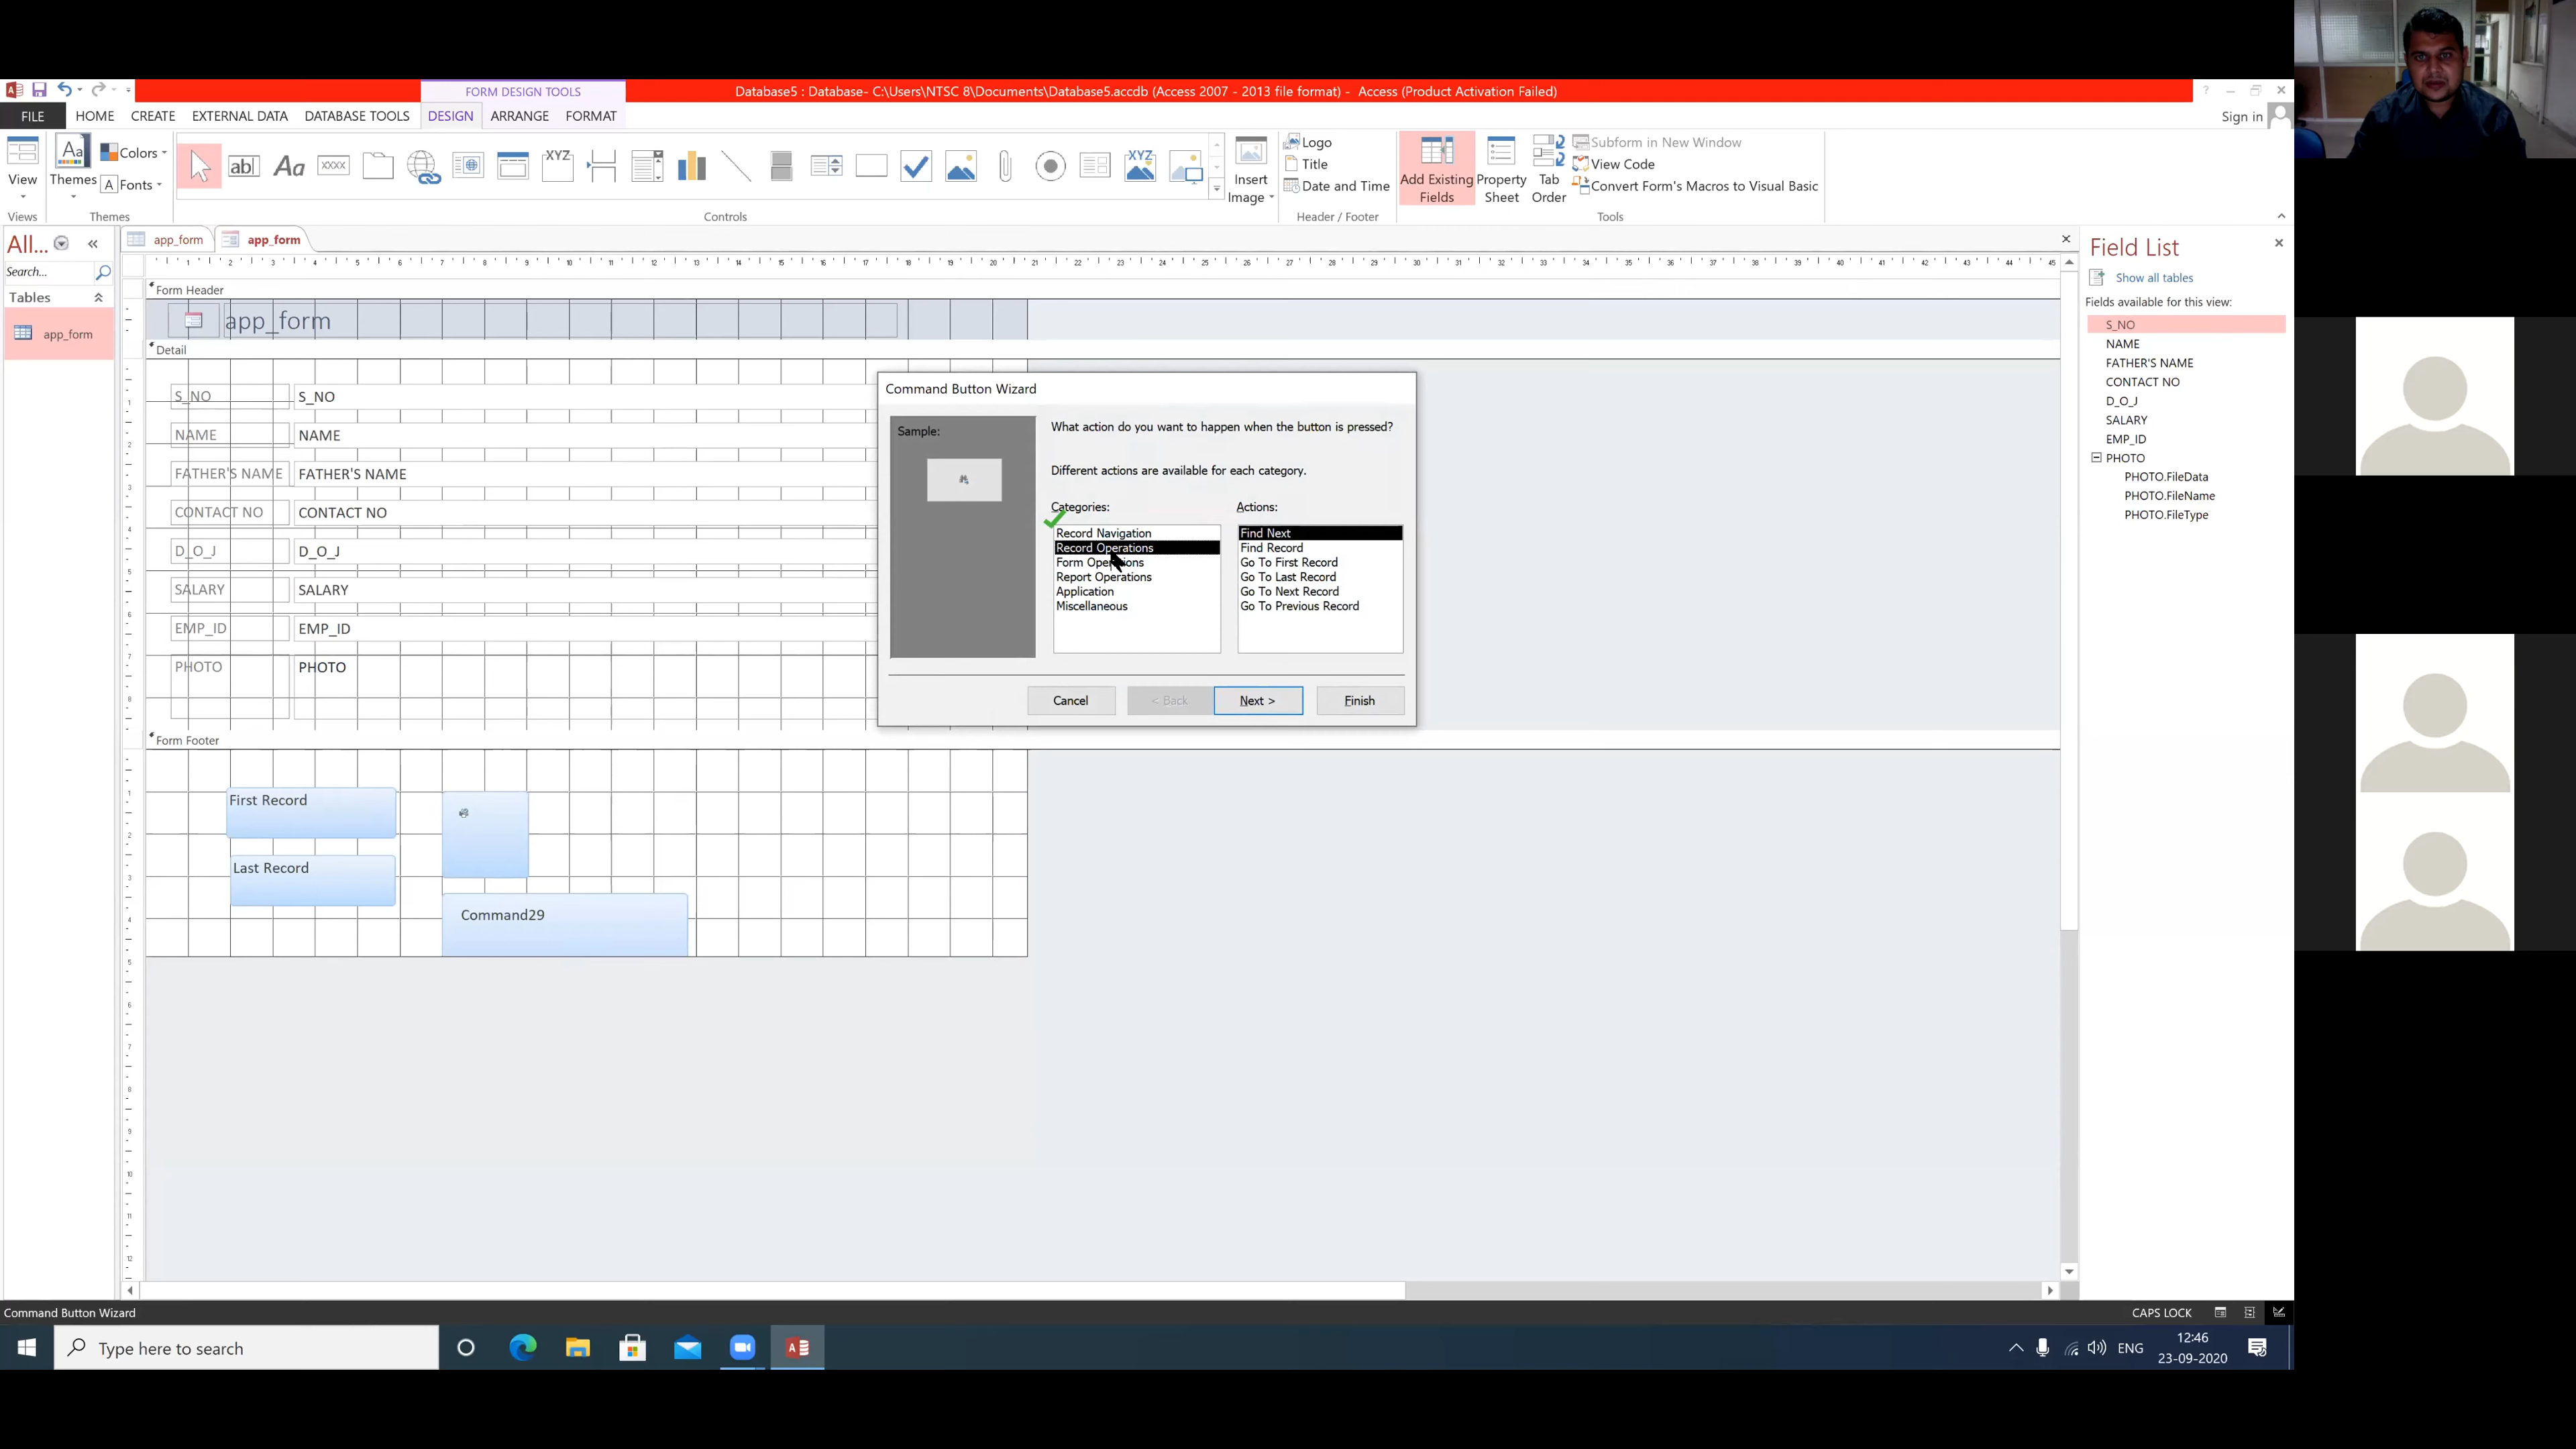 FORM DESIGN TOOLS
Database5 : Database- C:\Users\NTSC 8\Documents\Database5.accdb (Access 2007 - 2013 file format) - Access (Product Activation Failed)
FILE HOME CREATE EXTERNAL DATA DATABASE TOOLS DESIGN ARRANGE FORMAT
Sign in
View
Views
Aa
Themes
Colors
Fonts
Themes
ab|
Aa
XXXX
XYZ
XYZ
Controls
Insert
Image
Logo
Title
Date and Time
Header / Footer
Add Existing
Fields
Property
Sheet
Tab
Order
Subform in New Window
View Code
Convert Form's Macros to Visual Basic
Tools
All...
Search...
Tables
app_form
app_form
app_form
Form Header
app_form
Detail
S_NO S_NO
NAME NAME
FATHER'S NAME FATHER'S NAME
CONTACT NO CONTACT NO
D_O_J D_O_J
SALARY SALARY
EMP_ID EMP_ID
PHOTO PHOTO
Form Footer
First Record
Last Record
Command29
Command Button Wizard
Sample:
What action do you want to happen when the button is pressed?
Different actions are available for each category.
Categories:
Record Navigation
Record Operations
Form Operations
Report Operations
Application
Miscellaneous
Actions:
Find Next
Find Record
Go To First Record
Go To Last Record
Go To Next Record
Go To Previous Record
Cancel
< Back
Next >
Finish
Field List
Show all tables
Fields available for this view:
S_NO
NAME
FATHER'S NAME
CONTACT NO
D_O_J
SALARY
EMP_ID
PHOTO
PHOTO.FileData
PHOTO.FileName
PHOTO.FileType
Command Button Wizard
CAPS LOCK
Type here to search
ENG
12:46
23-09-2020